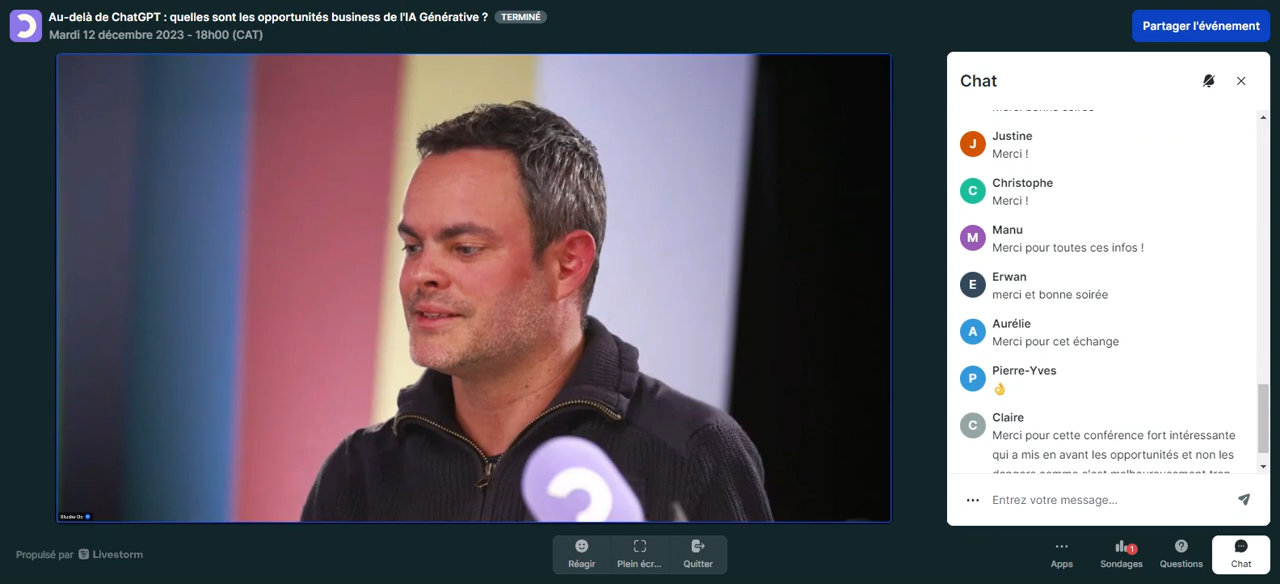 Au-delà de ChatGPT : quelles sont les opportunités business de l'IA Générative ? TERMINÉ
Mardi 12 décembre 2023 - 18h00 (CAT)
Partager l'événement
Chat
Justine
J
Merci !
Christophe
C
Merci !
Manu
M
Merci pour toutes ces infos !
Erwan
E
merci et bonne soirée
Aurélie
A
Merci pour cet échange
Pierre-Yves
P
👌
Claire
C
Merci pour cette conférence fort intéressante
qui a mis en avant les opportunités et non les
Entrez votre message...
Studio Oc
Propulsé par Livestorm
Réagir
Plein écr...
Quitter
Apps
1
Sondages
Questions
Chat